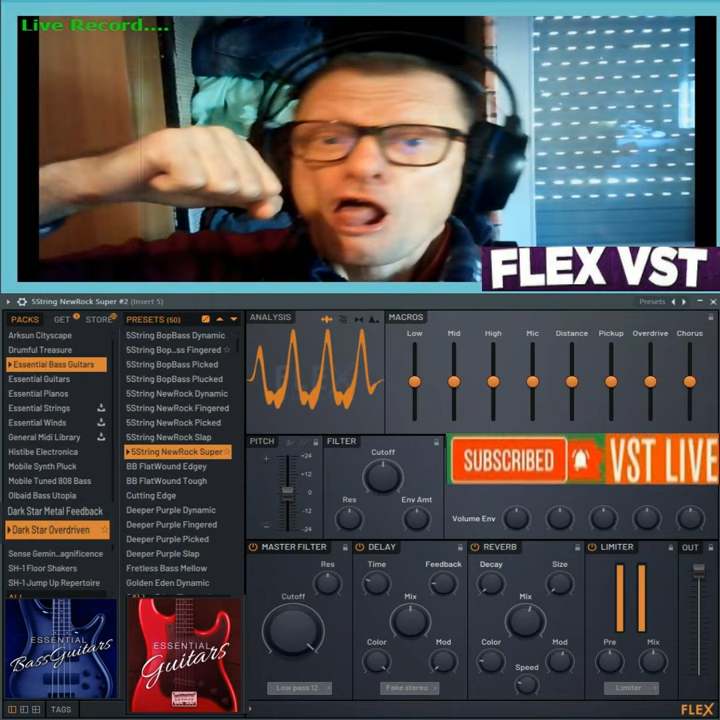 Live Record....
FLEX VST
5String NewRock Super #2 (Insert 5)
Presets
PACKS
GET
STORE
Arksun Cityscape
Drumful Treasure
Essential Bass Guitars
Essential Guitars
Essential Pianos
Essential Strings
Essential Winds
General Midi Library
Histibe Electronica
Mobile Synth Pluck
Mobile Tuned 808 Bass
Olbaid Bass Utopia
Dark Star Metal Feedback
Dark Star Overdriven
Sense Gemin...agnificence
SH-1 Floor Shakers
SH-1 Jump Up Repertoire
PRESETS (50)
5String BopBass Dynamic
5String Bop...ss Fingered
5String BopBass Picked
5String BopBass Plucked
5String NewRock Dynamic
5String NewRock Fingered
5String NewRock Picked
5String NewRock Slap
5String NewRock Super
BB FlatWound Edgey
BB FlatWound Tough
Cutting Edge
Deeper Purple Dynamic
Deeper Purple Fingered
Deeper Purple Picked
Deeper Purple Slap
Fretless Bass Mellow
Golden Eden Dynamic
ESSENTIAL
Bass Guitars
ESSENTIAL
Guitars
TAGS
ANALYSIS
FLEX
MACROS
Low Mid High Mic Distance Pickup Overdrive Chorus
PITCH
+24
+12
0
-12
-24
FILTER
Cutoff
Res
Env Amt
SUBSCRIBED
VST LIVE
Volume Env
MASTER FILTER
Res
Cutoff
Low pass 12
DELAY
Time
Feedback
Mix
Color
Mod
Fake stereo
REVERB
Decay
Size
Mix
Color
Mod
Speed
LIMITER
Pre
Mix
Limiter
OUT
FLEX